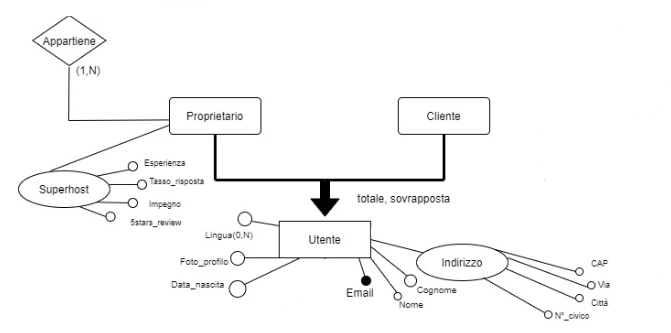 Appartiene
(1,N)
Proprietario
Cliente
Esperienza
Tasso_risposta
Superhost
Impegno
5stars_review
totale, sovrapposta
Lingua(0,N)
Utente
Foto_profilo
Indirizzo
CAP
Via
Data_nascita
Email
Cognome
Nome
Città
N°_civico